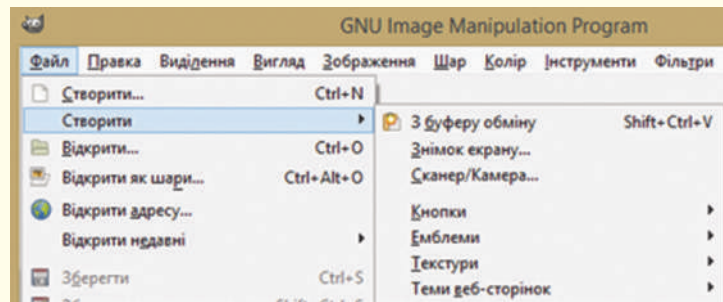 GNU Image Manipulation Program
Файл Правка Виділення Вигляд Зображення Шар Колір Інструменти Фільтри
Створити... Ctrl+N
Створити
Відкрити... Ctrl+O
Відкрити як шари... Ctrl+Alt+O
Відкрити адресу...
Відкрити недавні
Зберегти Ctrl+S
З буферу обміну Shift+Ctrl+V
Знімок екрану...
Сканер/Камера...
Кнопки
Емблеми
Текстури
Теми веб-сторінок